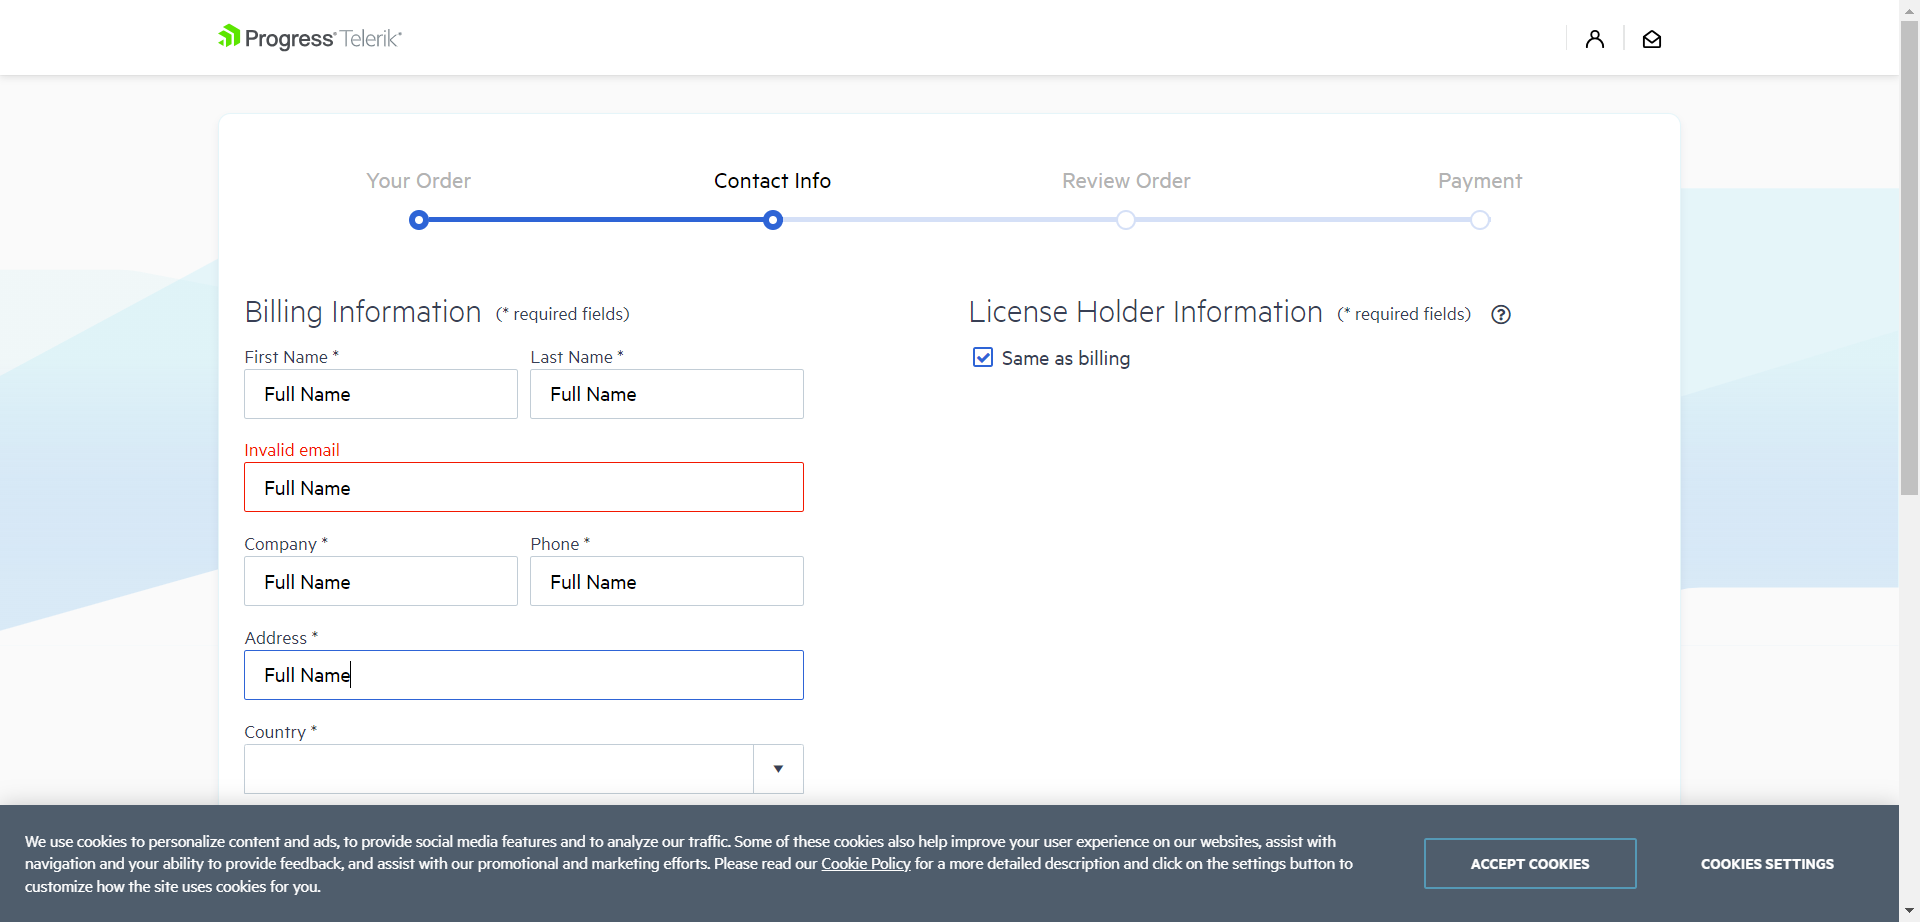 Progress Telerik
Your Order
Contact Info
Review Order
Payment
Billing Information (* required fields)
First Name *
Last Name *
Full Name
Full Name
Invalid email
Full Name
Company *
Phone *
Full Name
Full Name
Address *
Full Name
Country *
License Holder Information (* required fields)
Same as billing
We use cookies to personalize content and ads, to provide social media features and to analyze our traffic. Some of these cookies also help improve your user experience on our websites, assist with
navigation and your ability to provide feedback, and assist with our promotional and marketing efforts. Please read our Cookie Policy for a more detailed description and click on the settings button to
customize how the site uses cookies for you.
ACCEPT COOKIES
COOKIES SETTINGS